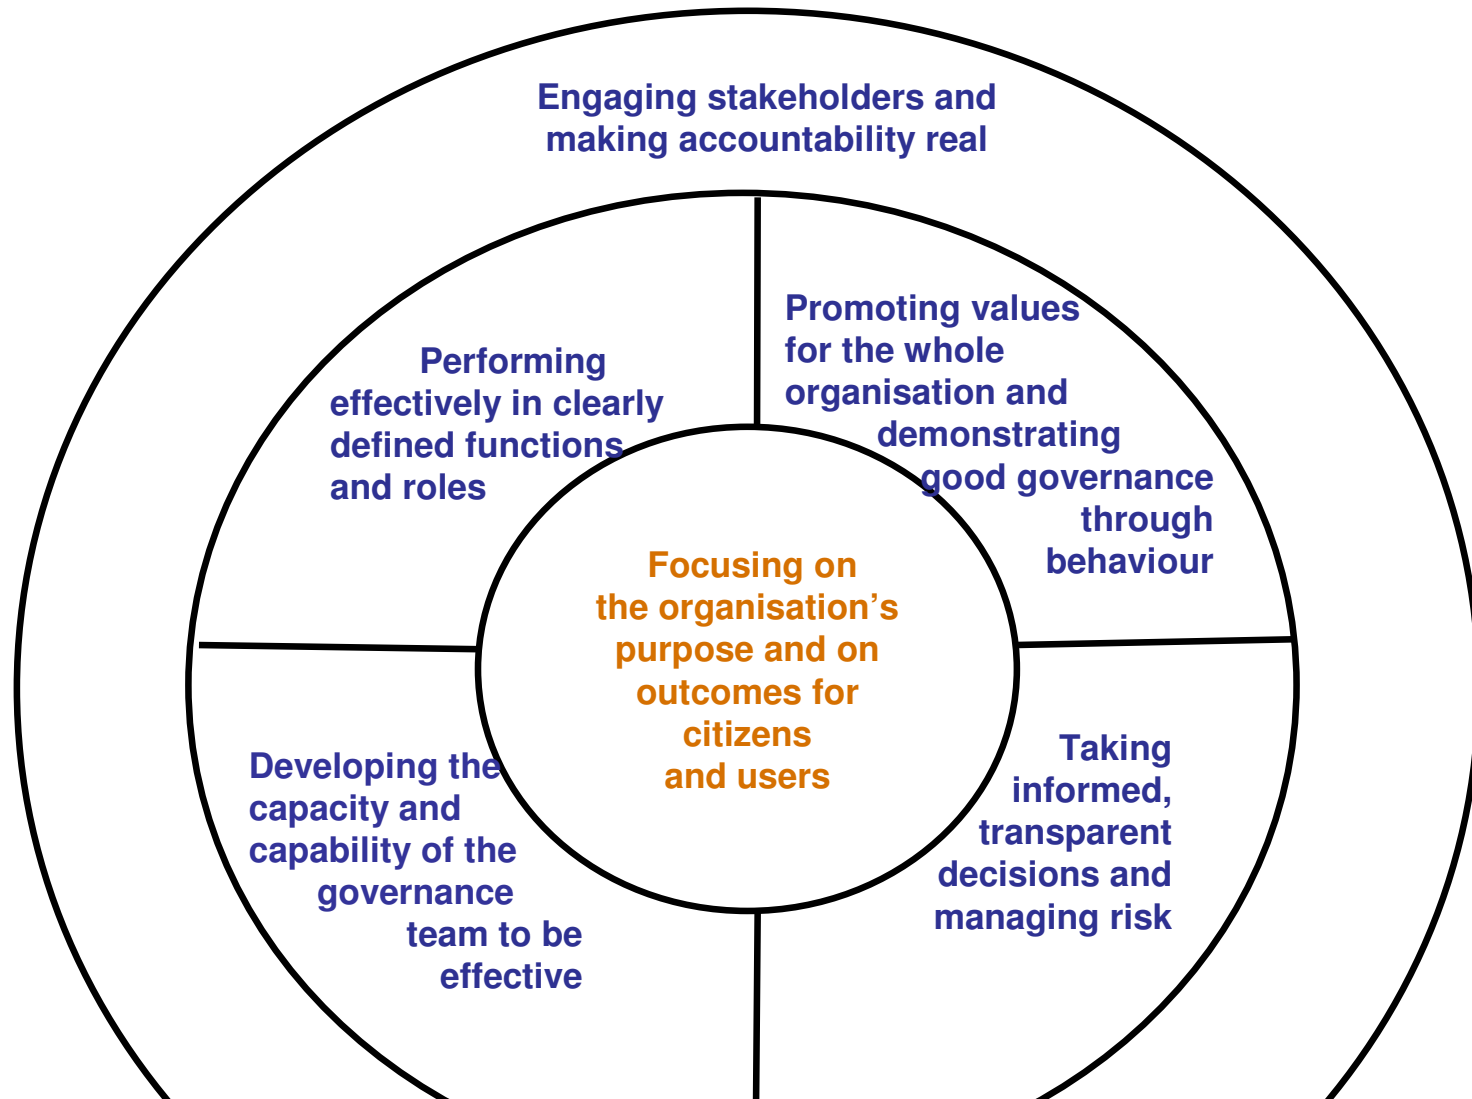 Engaging stakeholders and
making accountability real
Performing
effectively in clearly
defined functions
and roles
Promoting values
for the whole
organisation and
demonstrating
good governance
through
behaviour
Focusing on
the organisation’s
purpose and on
outcomes for
citizens
and users
Developing the
capacity and
capability of the
governance
team to be
effective
Taking
informed,
transparent
decisions and
managing risk